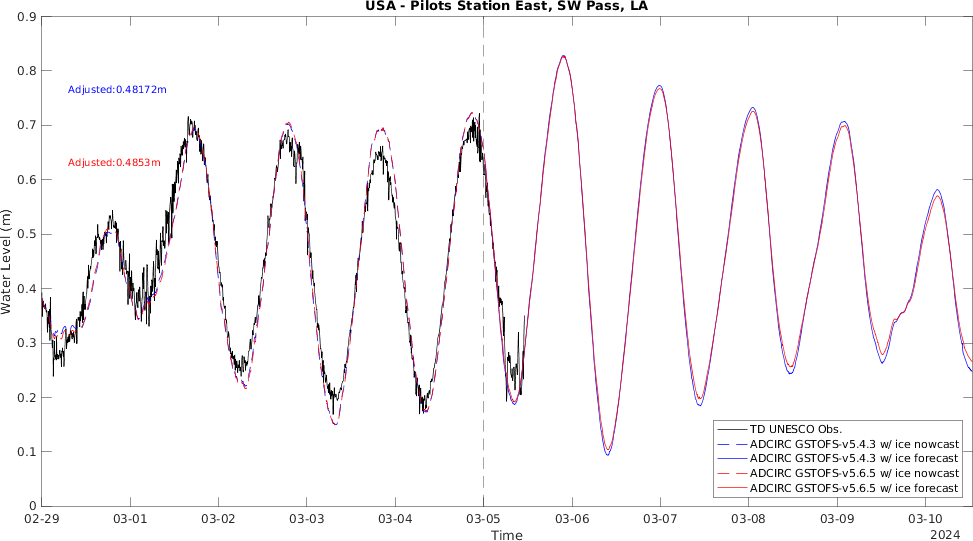 USA - Pilots Station East, SW Pass, LA
0.9
0.8
0.7
0.6
0.5
0.4
0.3
0.2
0.1
0
Water Level (m)
Adjusted:0.48172m
Adjusted:0.4853m
TD UNESCO Obs.
ADCIRC GSTOFS-v5.4.3 w/ ice nowcast
ADCIRC GSTOFS-v5.4.3 w/ ice forecast
ADCIRC GSTOFS-v5.6.5 w/ ice nowcast
ADCIRC GSTOFS-v5.6.5 w/ ice forecast
02-29 03-01 03-02 03-03 03-04 03-05 03-06 03-07 03-08 03-09 03-10
Time
2024